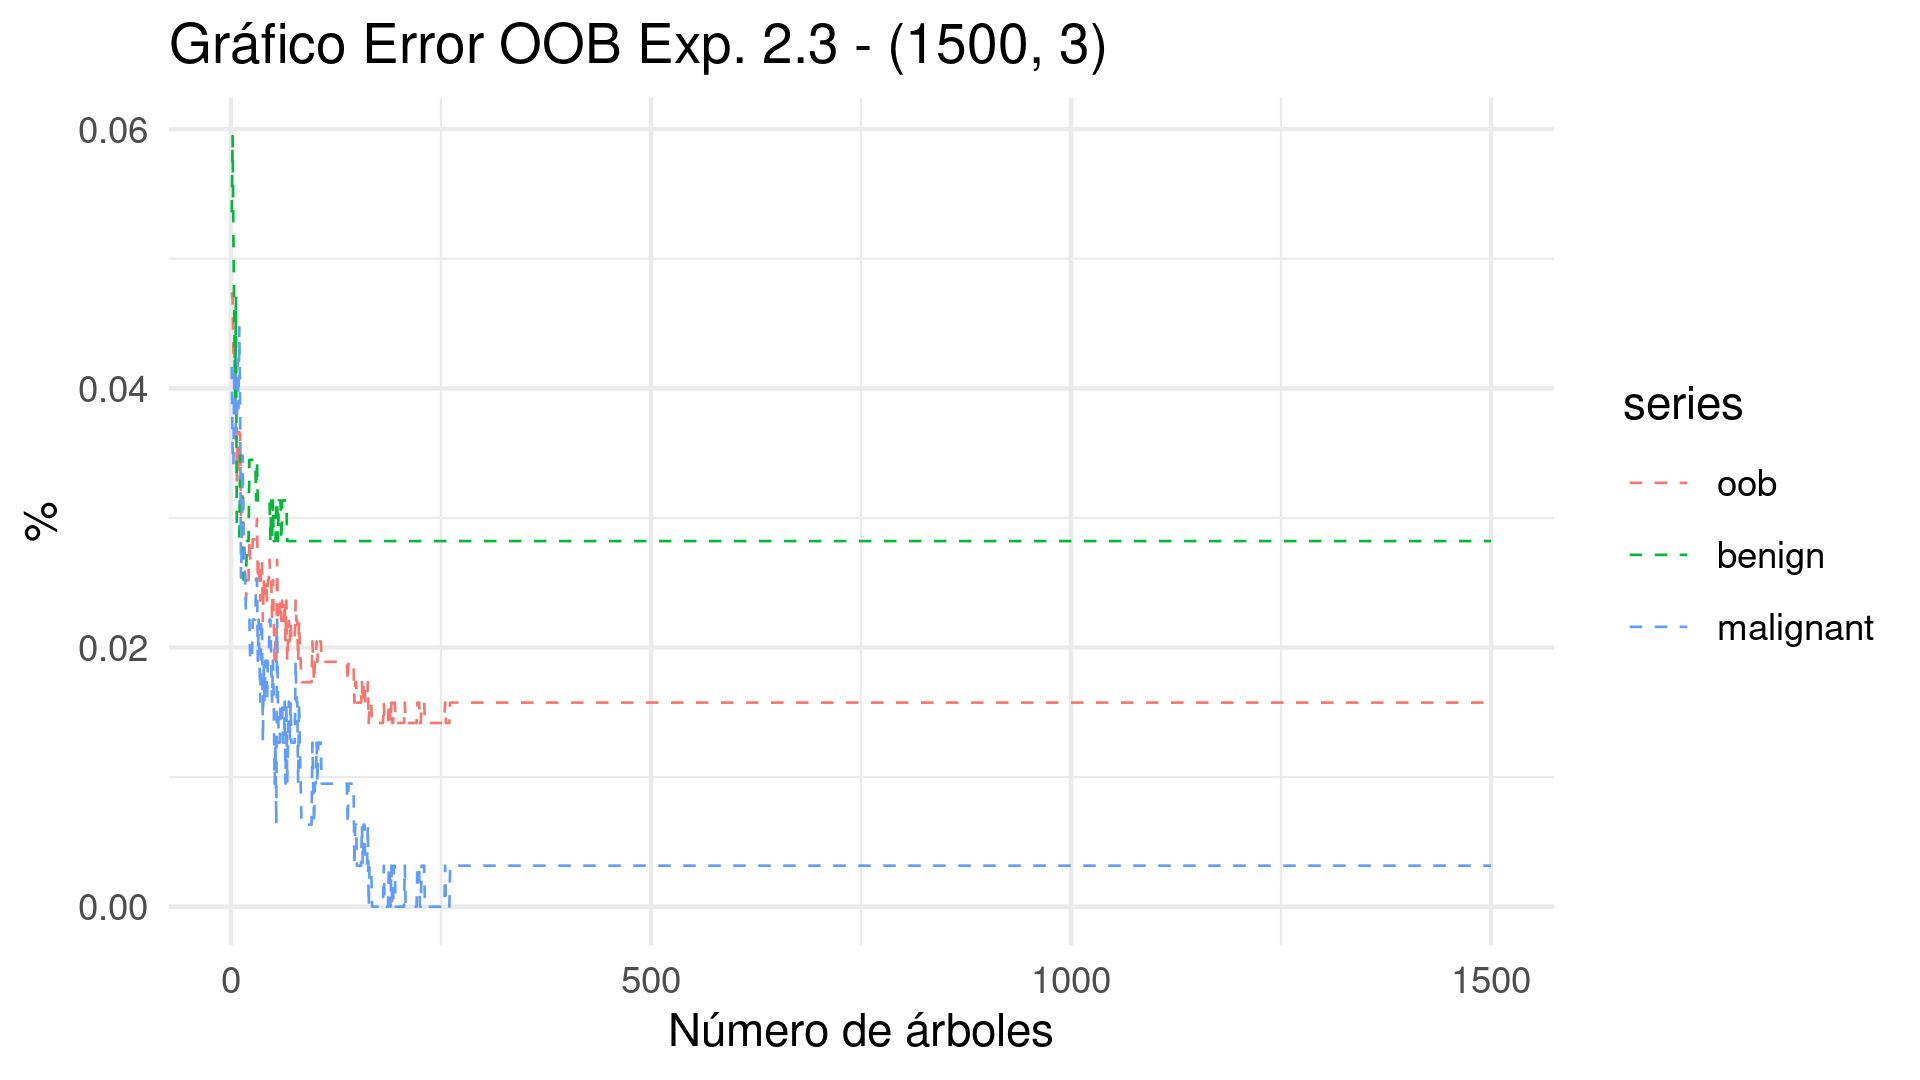 Gráfico Error OOB Exp. 2.3 - (1500, 3)
0.06
0.04
0.02
0.00
%
0
500
1000
1500
Número de árboles
series
oob
benign
malignant